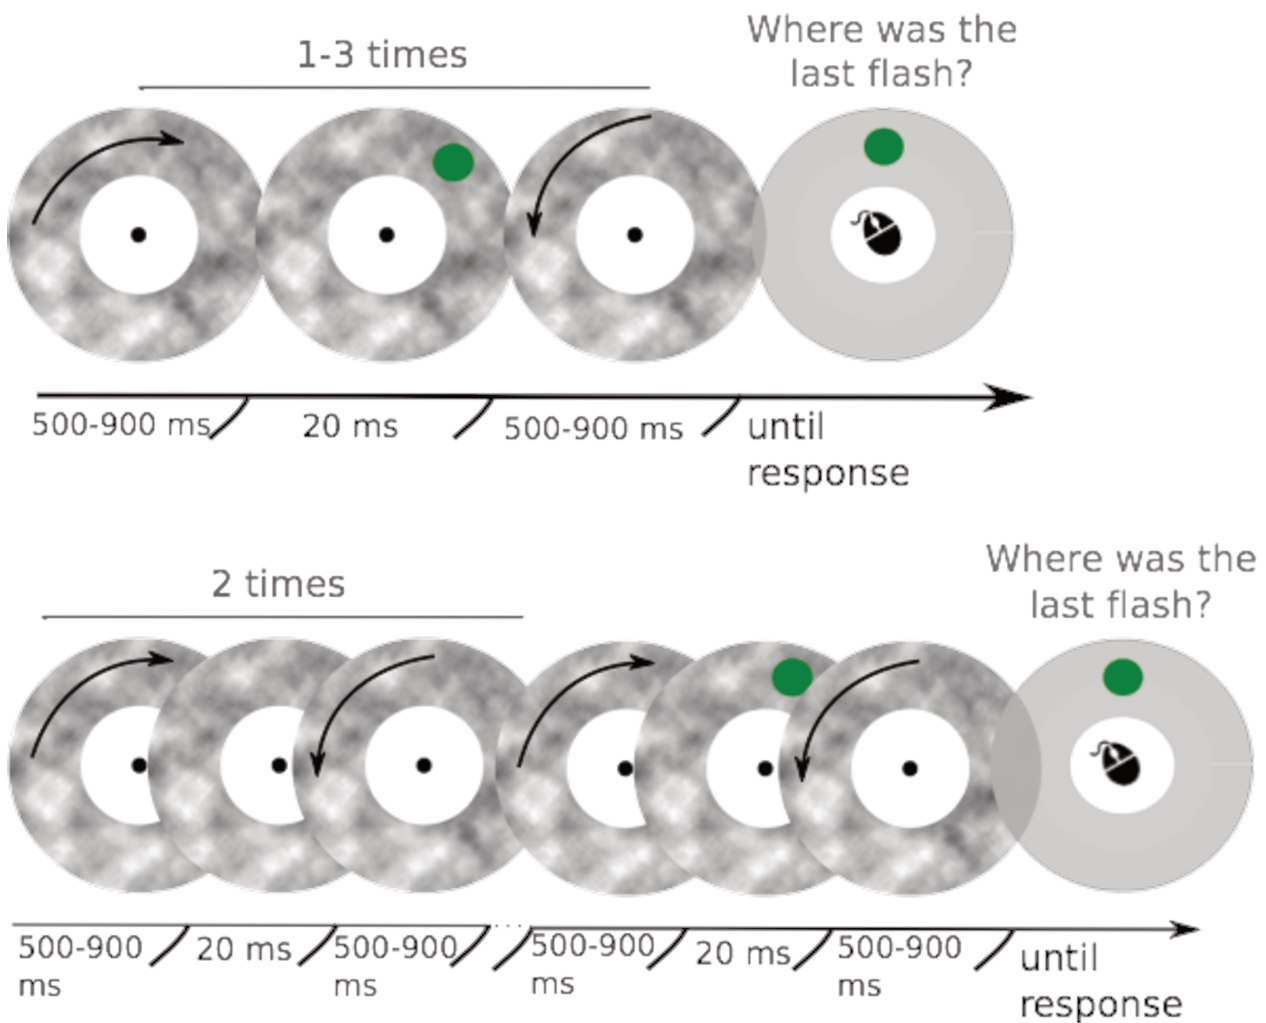 1-3 times
Where was the
last flash?
500-900 ms
20 ms
500-900 ms
until
response
2 times
Where was the
last flash?
500-900
ms
20 ms
500-900
ms
500-900
ms
20 ms
500-900
ms
until
response